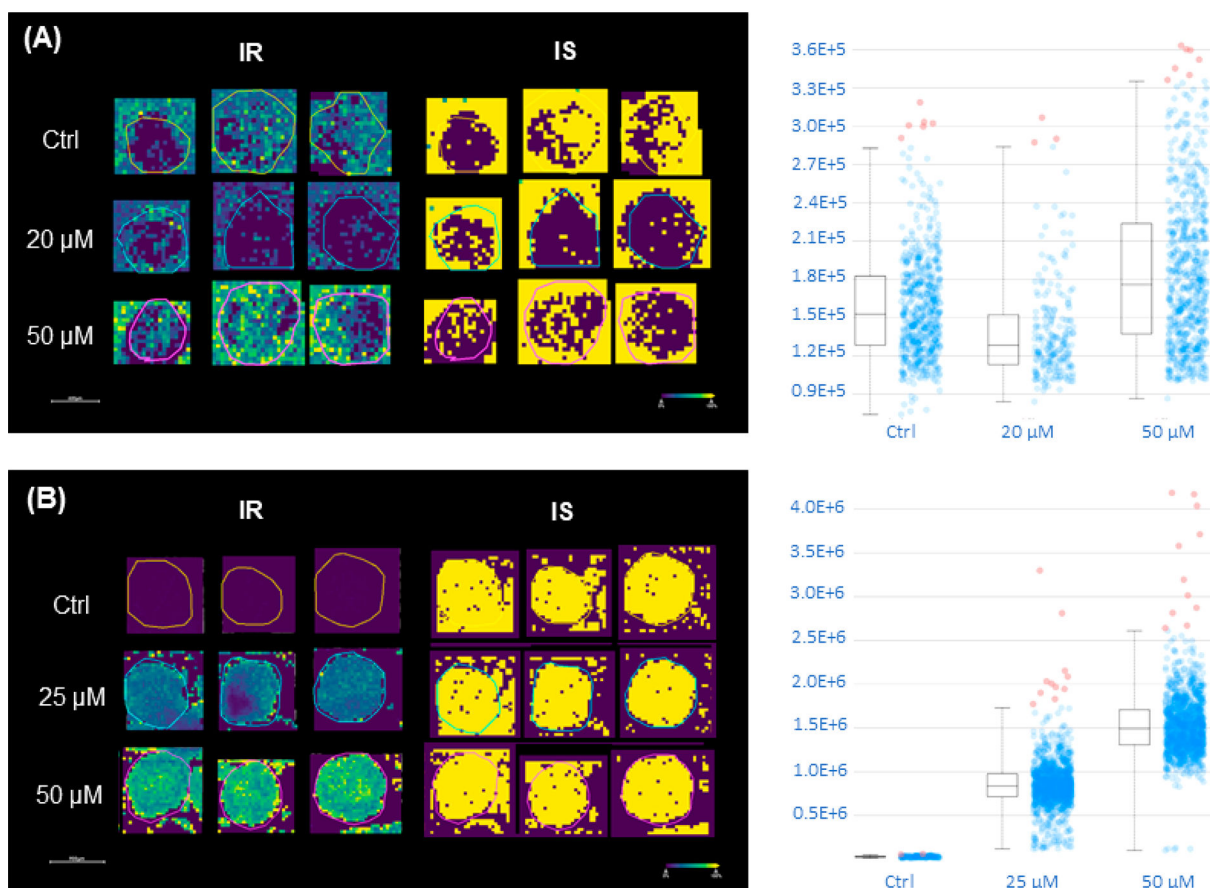 (A)
IR
IS
Ctrl
20 µM
50 µM
3.6E+5
3.3E+5
3.0E+5
2.7E+5
2.4E+5
2.1E+5
1.8E+5
1.5E+5
1.2E+5
0.9E+5
Ctrl
20 µM
50 µM
(B)
IR
IS
Ctrl
25 µM
50 µM
4.0E+6
3.5E+6
3.0E+6
2.5E+6
2.0E+6
1.5E+6
1.0E+6
0.5E+6
Ctrl
25 µM
50 µM